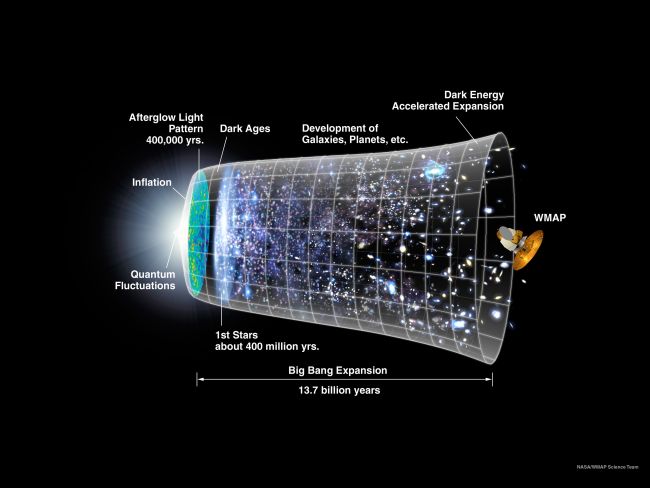 Dark Energy
Accelerated Expansion
Afterglow Light
Pattern
400,000 yrs.
Dark Ages
Development of
Galaxies, Planets, etc.
Inflation
WMAP
Quantum
Fluctuations
1st Stars
about 400 million yrs.
Big Bang Expansion
13.7 billion years
NASA/WMAP Science Team